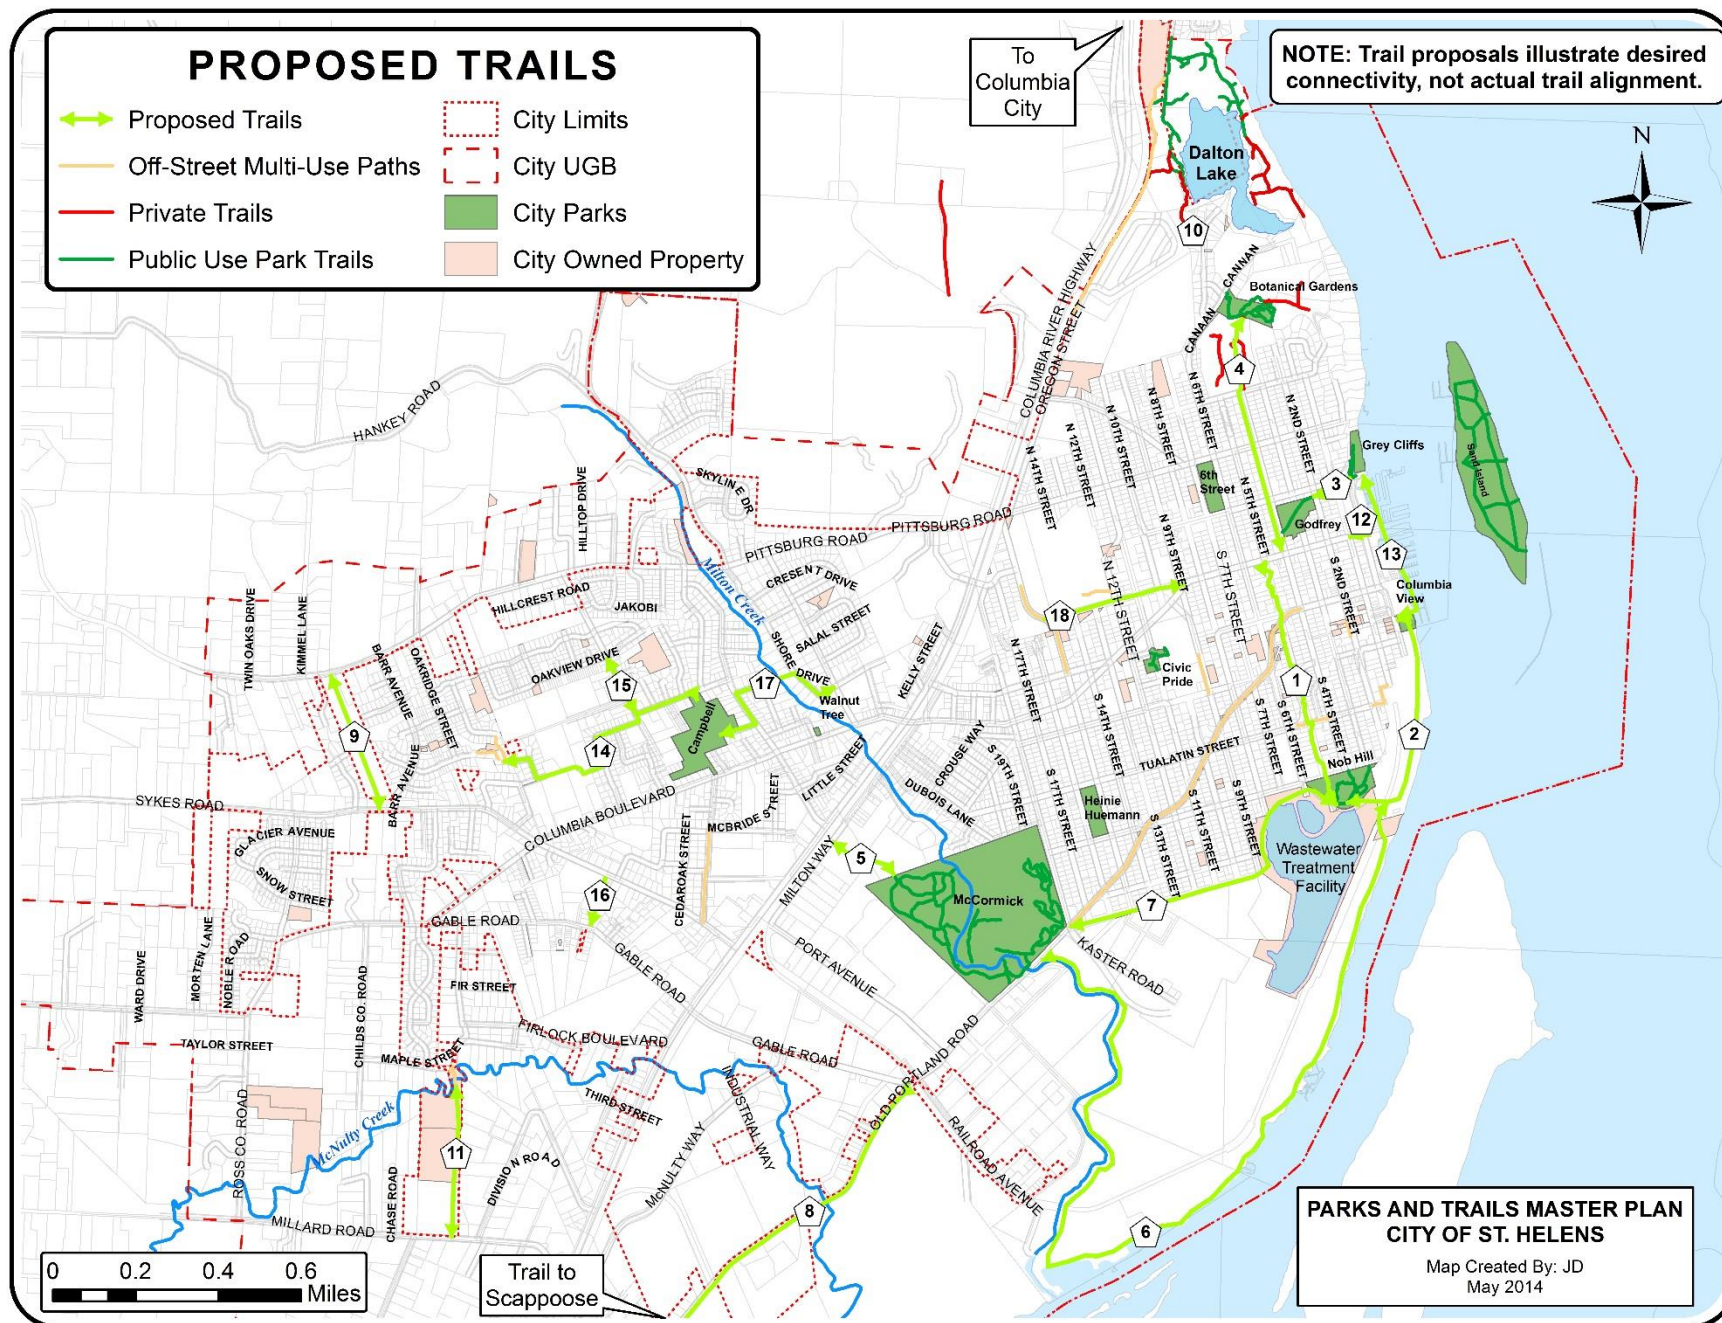 PROPOSED TRAILS
Proposed Trails
Off-Street Multi-Use Paths
Private Trails
Public Use Park Trails
City Limits
City UGB
City Parks
City Owned Property
To
Columbia
City
NOTE: Trail proposals illustrate desired
connectivity, not actual trail alignment.
N
Dalton
Lake
10
CANNAN
Botanical Gardens
CANAAN
4
COLUMBIA RIVER HIGHWAY
OREGON STREET
HANKEY ROAD
N 2ND STREET
N 6TH STREET
N 8TH STREET
N 10TH STREET
N 12TH STREET
N 14TH STREET
Grey Cliffs
Sand Island
6th
Street
N 5TH STREET
3
Godfrey
12
13
HILLTOP DRIVE
SKYLINE DR
PITTSBURG ROAD
PITTSBURG ROAD
N 9TH STREET
Milton Creek
CRESENT DRIVE
HILLCREST ROAD
JAKOBI
SALAL STREET
SHORE DRIVE
N 12TH STREET
S 7TH STREET
S 2ND STREET
Columbia
View
18
TWIN OAKS DRIVE
KIMMEL LANE
BARR AVENUE
OAKRIDGE STREET
OAKVIEW DRIVE
15
17
Walnut
Tree
KELLY STREET
N 17TH STREET
Civic
Pride
1
S 4TH STREET
S 6TH STREET
S 7TH STREET
S 14TH STREET
9
14
Campbell
CROUSE WAY
S 19TH STREET
TUALATIN STREET
2
Nob Hill
BARR AVENUE
SYKES ROAD
COLUMBIA BOULEVARD
LITTLE STREET
DUBOIS LANE
S 17TH STREET
Heinie
Huemann
S 9TH STREET
S 11TH STREET
S 13TH STREET
GLACIER AVENUE
MCBRIDE STREET
CEDAROAK STREET
MILTON WAY
5
Wastewater
Treatment
Facility
SNOW STREET
16
McCormick
7
GABLE ROAD
MORTEN LANE
NOBLE ROAD
WARD DRIVE
GABLE ROAD
PORT AVENUE
KASTER ROAD
FIR STREET
CHILDS CO. ROAD
FIRLOCK BOULEVARD
GABLE ROAD
OLD PORTLAND ROAD
TAYLOR STREET
MAPLE STREET
THIRD STREET
INDUSTRIAL WAY
ROSS CO. ROAD
McNulty Creek
11
DIVISION ROAD
McNULTY WAY
RAILROAD AVENUE
CHASE ROAD
MILLARD ROAD
8
6
PARKS AND TRAILS MASTER PLAN
CITY OF ST. HELENS
Map Created By: JD
May 2014
0 0.2 0.4 0.6
Miles
Trail to
Scappoose